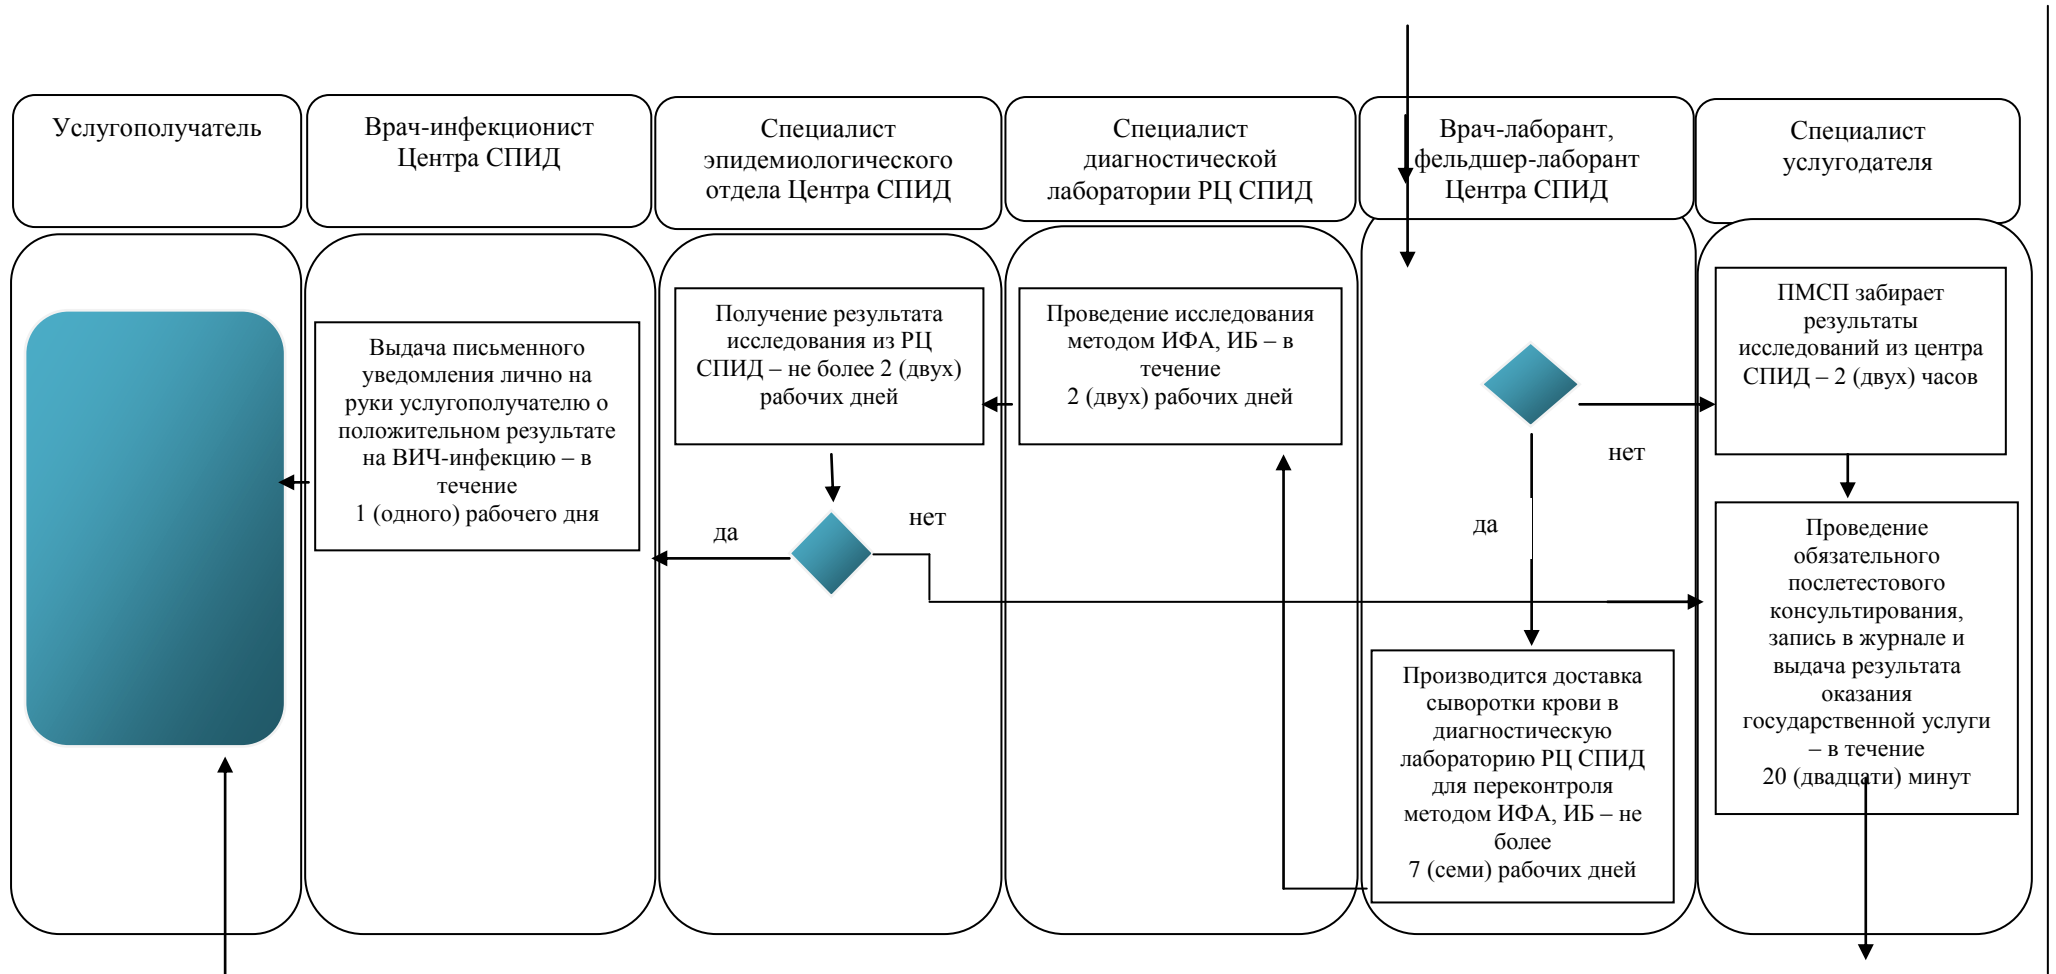 Услугополучатель
Врач-инфекционист
Центра СПИД
Специалист
эпидемиологического
отдела Центра СПИД
Специалист
диагностической
лаборатории РЦ СПИД
Врач-лаборант,
фельдшер-лаборант
Центра СПИД
Специалист
услугодателя
Выдача письменного
уведомления лично на
руки услугополучателю о
положительном результате
на ВИЧ-инфекцию – в
течение
1 (одного) рабочего дня
Получение результата
исследования из РЦ
СПИД – не более 2 (двух)
рабочих дней
да
нет
Проведение исследования
методом ИФА, ИБ – в
течение
2 (двух) рабочих дней
нет
да
Производится доставка
сыворотки крови в
диагностическую
лабораторию РЦ СПИД
для переконтроля
методом ИФА, ИБ – не
более
7 (семи) рабочих дней
ПМСП забирает
результаты
исследований из центра
СПИД – 2 (двух) часов
Проведение
обязательного
послетестового
консультирования,
запись в журнале и
выдача результата
оказания
государственной услуги
– в течение
20 (двадцати) минут